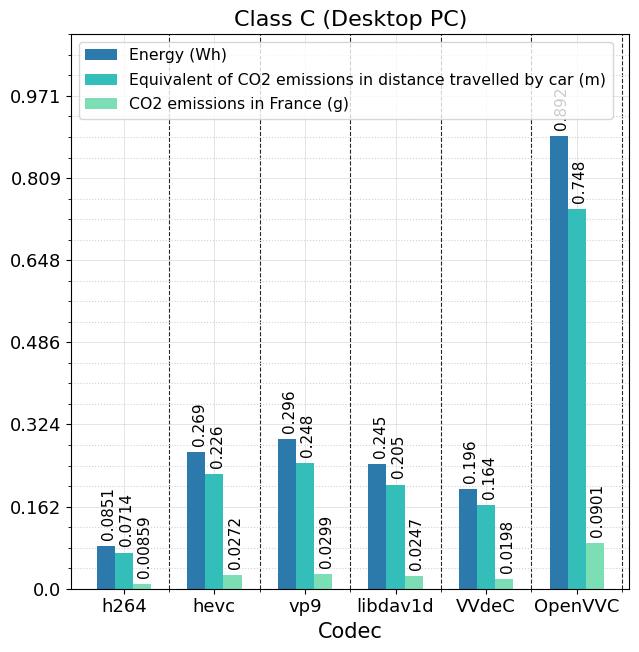 Class C (Desktop PC)
Energy (Wh)
Equivalent of CO2 emissions in distance travelled by car (m)
CO2 emissions in France (g)
0.971
0.809
0.648
0.486
0.324
0.162
0.0
0.0851
0.0714
0.00859
0.269
0.226
0.0272
0.296
0.248
0.0299
0.245
0.205
0.0247
0.196
0.164
0.0198
0.892
0.748
0.0901
h264
hevc
vp9
libdav1d
VVdeC
OpenVVC
Codec